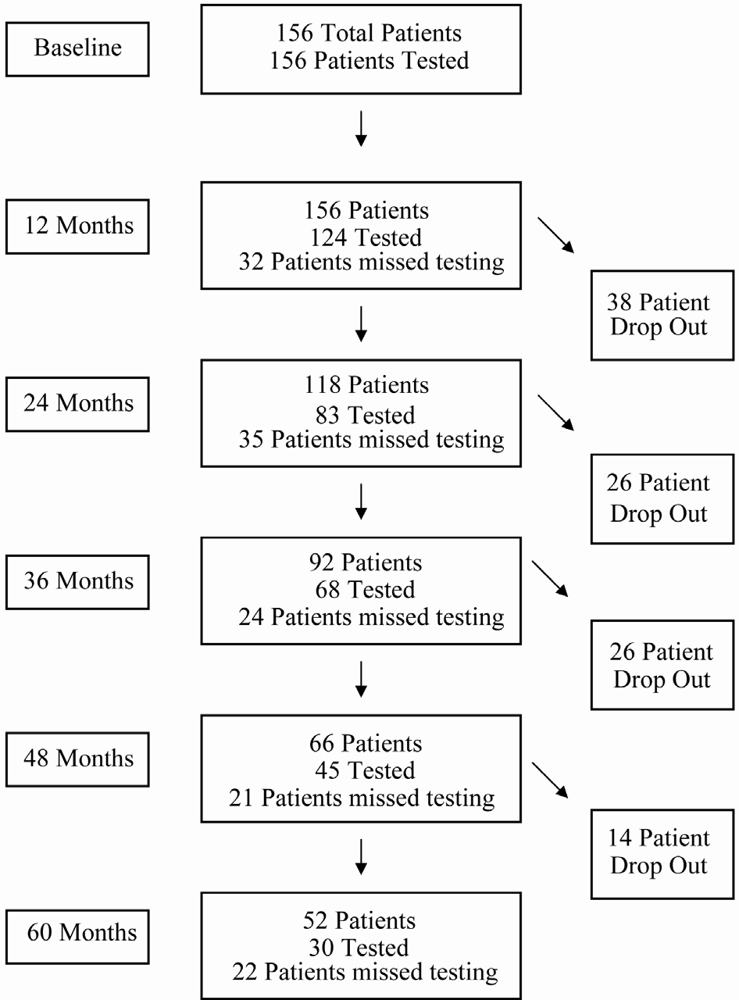 Baseline
156 Total Patients
156 Patients Tested
12 Months
156 Patients
124 Tested
32 Patients missed testing
38 Patient
Drop Out
24 Months
118 Patients
83 Tested
35 Patients missed testing
26 Patient
Drop Out
36 Months
92 Patients
68 Tested
24 Patients missed testing
26 Patient
Drop Out
48 Months
66 Patients
45 Tested
21 Patients missed testing
14 Patient
Drop Out
60 Months
52 Patients
30 Tested
22 Patients missed testing